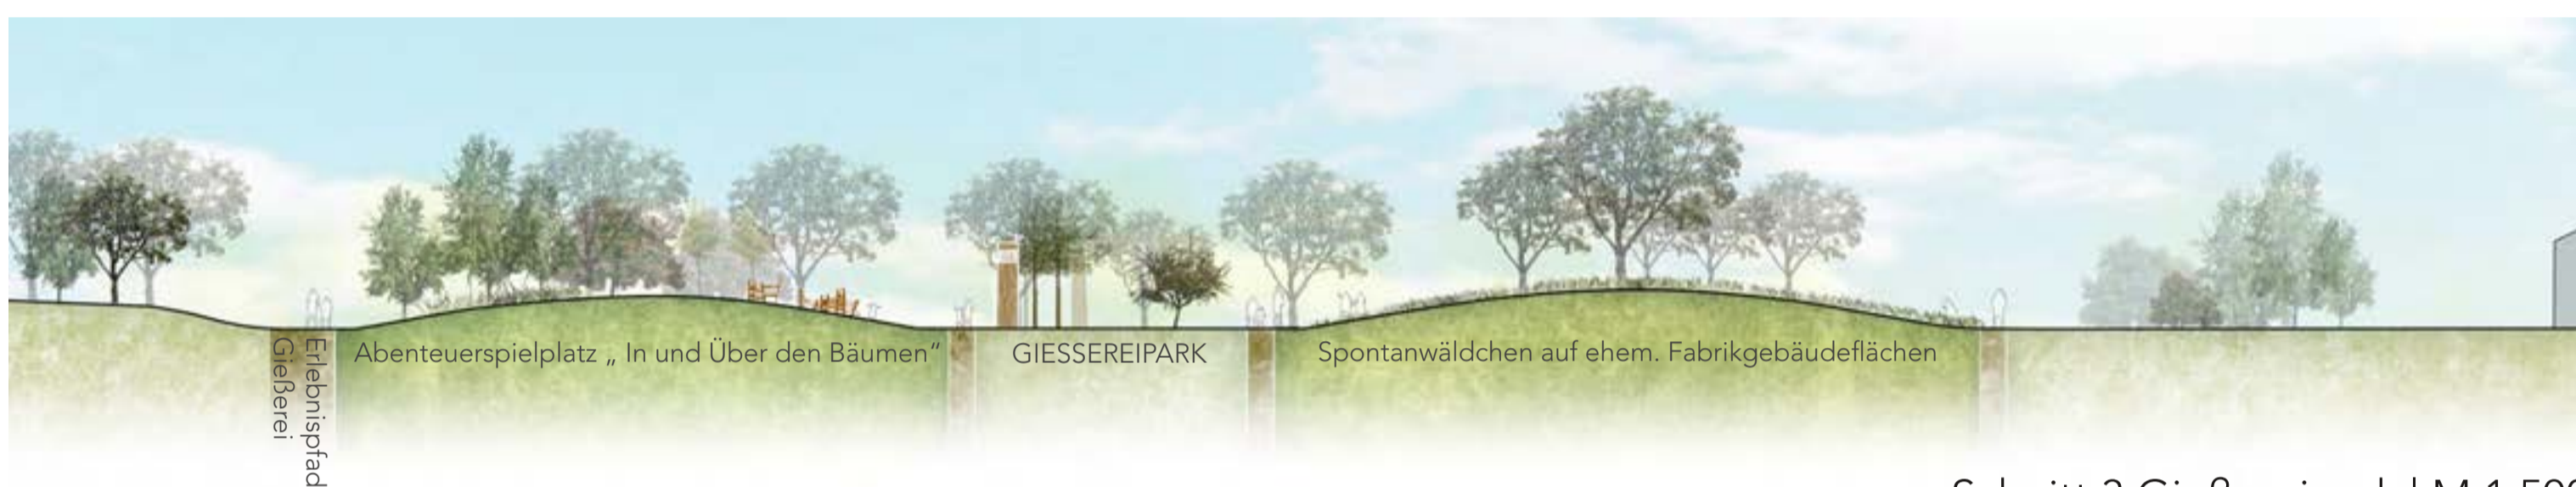 Erlebnispfad
Gießerei
Abenteuerspielplatz „ In und Über den Bäumen“
GIESSEREIPARK
Spontanwäldchen auf ehem. Fabrikgebäudeflächen